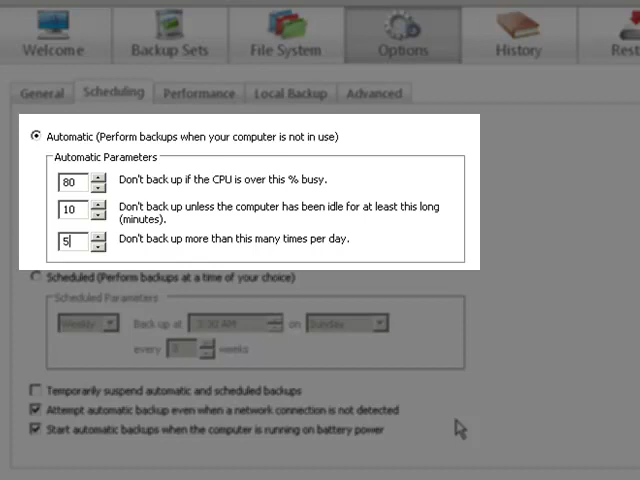 Welcome
Backup Sets
File System
Options
History
General
Scheduling
Performance
Local Backup
Advanced
Automatic (Perform backups when your computer is not in use)
Automatic Parameters
80 Don't back up if the CPU is over this % busy.
10 Don't back up unless the computer has been idle for at least this long
(minutes).
5 Don't back up more than this many times per day.
Scheduled (Perform backups at a time of your choice)
Scheduled Parameters
Weekly Back up at 3:30 AM on Sunday
every weeks
Temporarily suspend automatic and scheduled backups
Attempt automatic backup even when a network connection is not detected
Start automatic backups when the computer is running on battery power